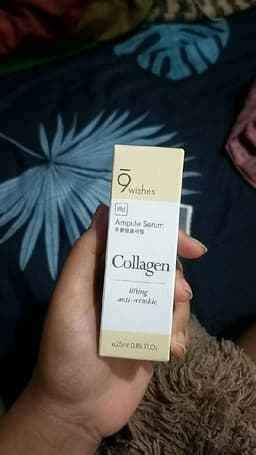 9
wishes
Ampule Serum
Collagen
lifting
anti-wrinkle
℮25ml 0.85 FL.Oz